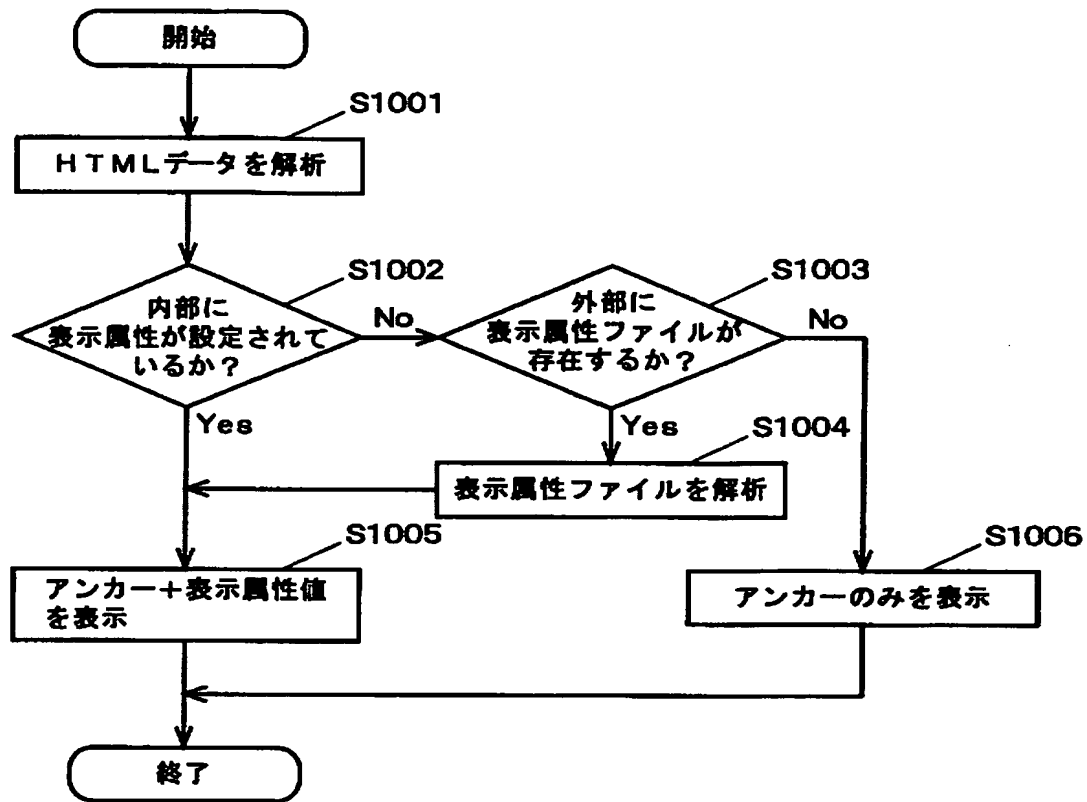 開始
S1001
HTMLデータを解析
S1002
内部に
表示属性が設定されて
いるか？
No
S1003
外部に
表示属性ファイルが
存在するか？
No
Yes
Yes
S1004
表示属性ファイルを解析
S1005
アンカー＋表示属性値
を表示
S1006
アンカーのみを表示
終了